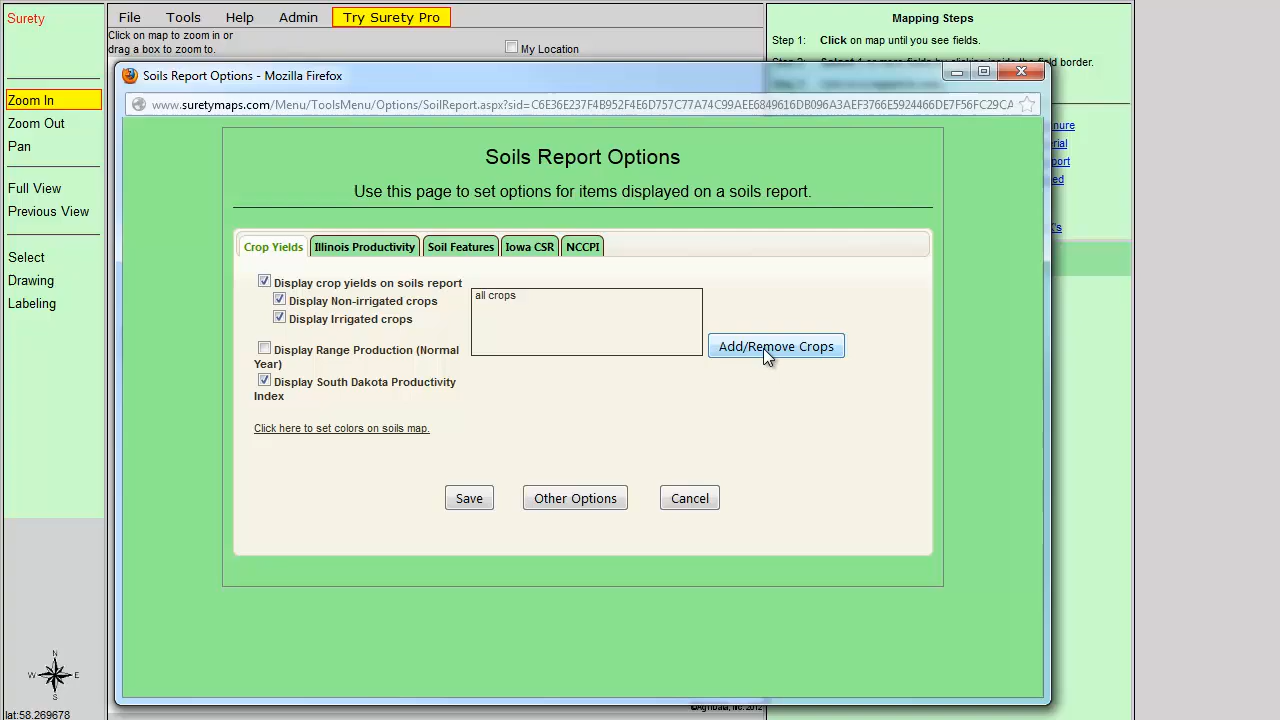 Surety
File Tools Help Admin Try Surety Pro
Click on map to zoom in or
drag a box to zoom to.
My Location
Mapping Steps
Step 1: Click on map until you see fields.
Soils Report Options - Mozilla Firefox
www.suretymaps.com/Menu/ToolsMenu/Options/SoilReport.aspx?sid=C6E36E237F4B952F4E6D757C77A74C99AEE6849616DB096A3AEF3766E5924466DE7F56FC29CA
Zoom In
Zoom Out
Pan
Full View
Previous View
Select
Drawing
Labeling
Soils Report Options
Use this page to set options for items displayed on a soils report.
Crop Yields Illinois Productivity Soil Features Iowa CSR NCCPI
Display crop yields on soils report
Display Non-irrigated crops
Display Irrigated crops
all crops
Add/Remove Crops
Display Range Production (Normal
Year)
Display South Dakota Productivity
Index
Click here to set colors on soils map.
Save Other Options Cancel
N
W E
S
lat:58.269678